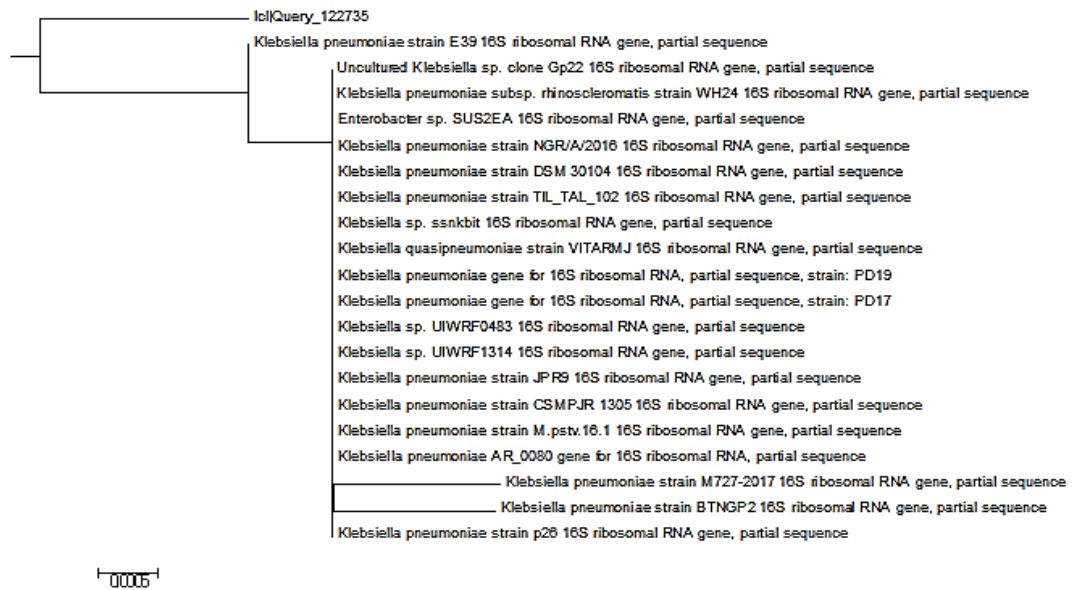 lcl|Query_122735
Klebsiella pneumoniae strain E39 16S ribosomal RNA gene, partial sequence
Uncultured Klebsiella sp. clone Gp22 16S ribosomal RNA gene, partial sequence
Klebsiella pneumoniae subsp. rhinoscleromatis strain WH24 16S ribosomal RNA gene, partial sequence
Enterobacter sp. SUS2EA 16S ribosomal RNA gene, partial sequence
Klebsiella pneumoniae strain NGR/A/2016 16S ribosomal RNA gene, partial sequence
Klebsiella pneumoniae strain DSM 30104 16S ribosomal RNA gene, partial sequence
Klebsiella pneumoniae strain TIL_TAL_102 16S ribosomal RNA gene, partial sequence
Klebsiella sp. ssnkbit 16S ribosomal RNA gene, partial sequence
Klebsiella quasipneumoniae strain VITARMJ 16S ribosomal RNA gene, partial sequence
Klebsiella pneumoniae gene for 16S ribosomal RNA, partial sequence, strain: PD19
Klebsiella pneumoniae gene for 16S ribosomal RNA, partial sequence, strain: PD17
Klebsiella sp. UIWRF0483 16S ribosomal RNA gene, partial sequence
Klebsiella sp. UIWRF1314 16S ribosomal RNA gene, partial sequence
Klebsiella pneumoniae strain JPR9 16S ribosomal RNA gene, partial sequence
Klebsiella pneumoniae strain CSMPJR 1305 16S ribosomal RNA gene, partial sequence
Klebsiella pneumoniae strain M.pstv.16.1 16S ribosomal RNA gene, partial sequence
Klebsiella pneumoniae AR_0080 gene for 16S ribosomal RNA, partial sequence
Klebsiella pneumoniae strain M727-2017 16S ribosomal RNA gene, partial sequence
Klebsiella pneumoniae strain BTNGP2 16S ribosomal RNA gene, partial sequence
Klebsiella pneumoniae strain p26 16S ribosomal RNA gene, partial sequence
0.0005